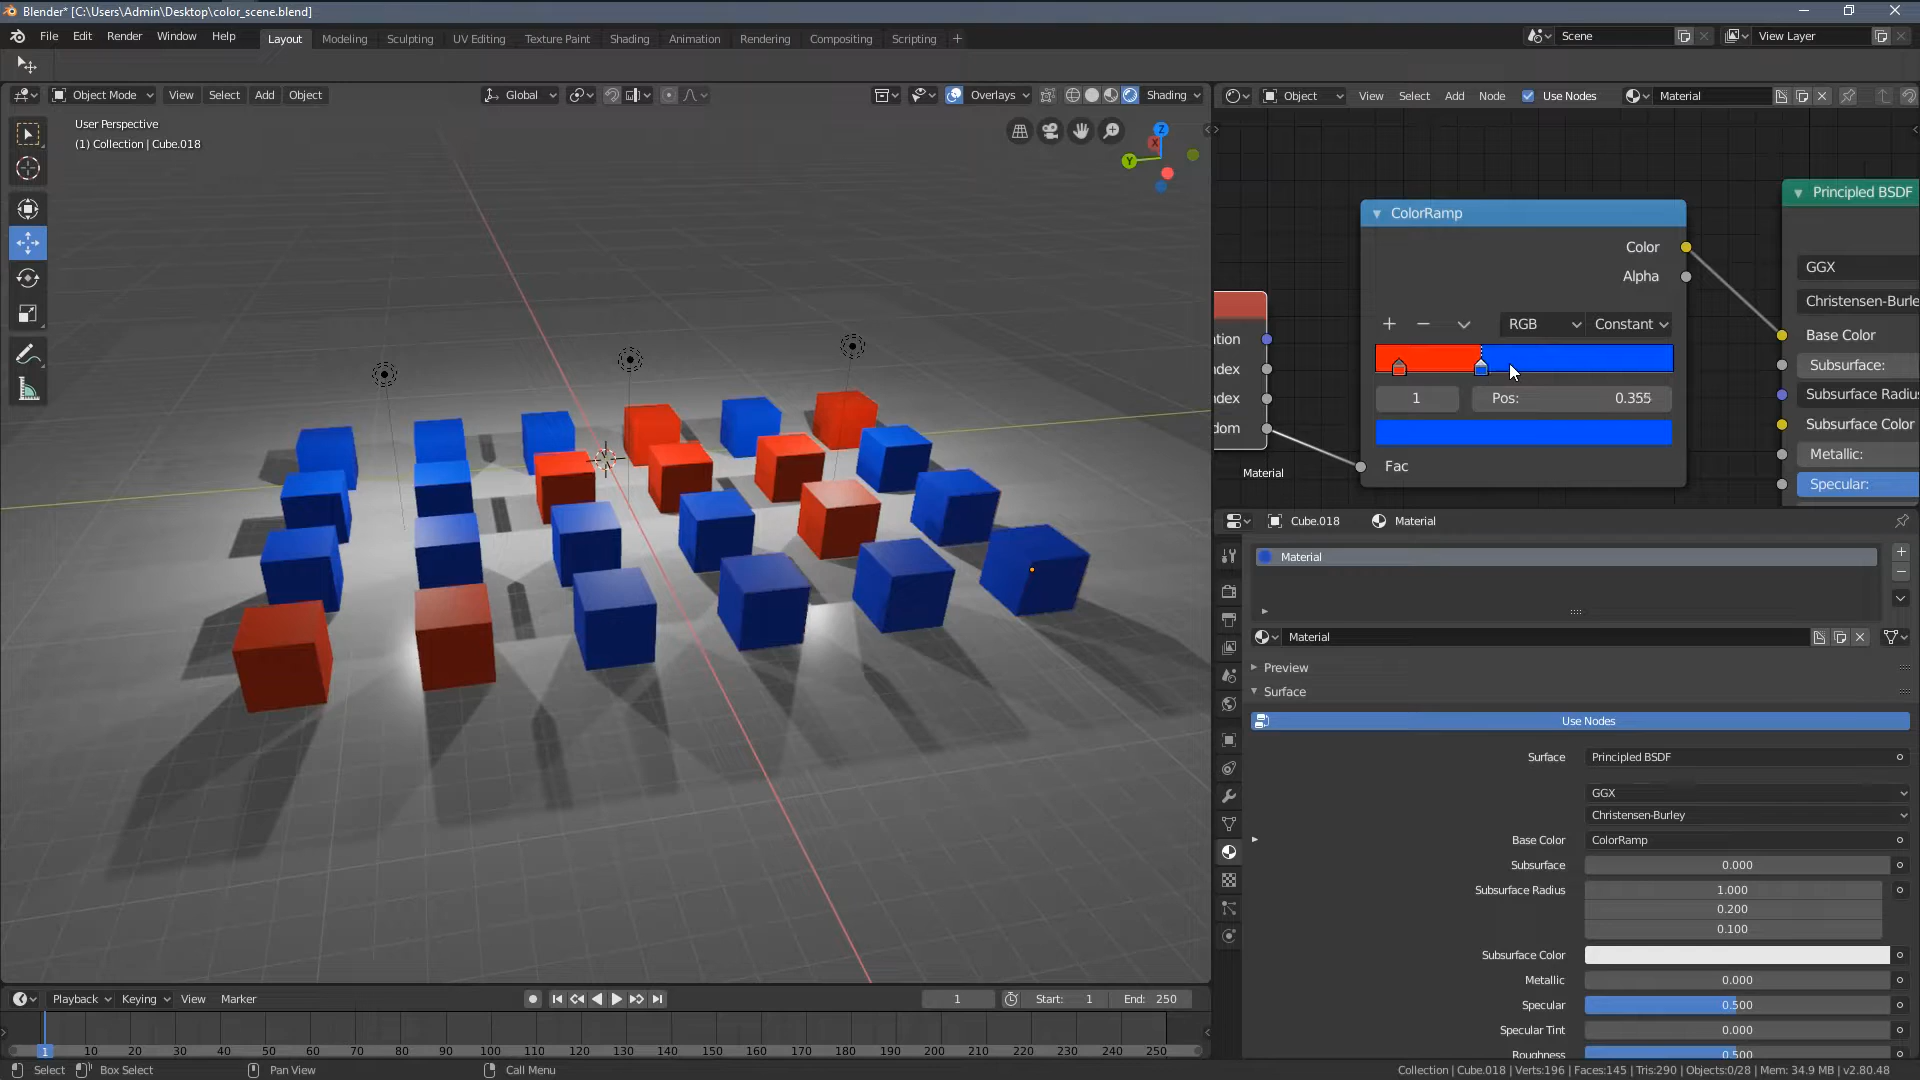 Blender* [C:\Users\Admin\Desktop\color_scene.blend]
File Edit Render Window Help Layout Modeling Sculpting UV Editing Texture Paint Shading Animation Rendering Compositing Scripting + Scene View Layer
Object Mode View Select Add Object Global Overlays Shading
Object View Select Add Node Use Nodes Material
User Perspective
(1) Collection | Cube.018
Z
X
Y
Principled BSDF
ColorRamp
Color
Alpha
GGX
Christensen-Burley
RGB Constant
Base Color
Subsurface:
Subsurface Radius
Subsurface Color
Metallic:
Specular:
tion
ndex
ndex
dom
1 Pos: 0.355
Fac
Material
Cube.018 Material
Material
Material
Preview
Surface
Use Nodes
Surface Principled BSDF
GGX
Christensen-Burley
Base Color ColorRamp
Subsurface 0.000
Subsurface Radius 1.000
0.200
0.100
Subsurface Color
Metallic 0.000
Specular 0.500
Specular Tint 0.000
Roughness 0.500
Playback Keying View Marker 1 Start: 1 End: 250
1 10 20 30 40 50 60 70 80 90 100 110 120 130 140 150 160 170 180 190 200 210 220 230 240 250
Select Box Select Pan View Call Menu Collection | Cube.018 | Verts:196 | Faces:145 | Tris:290 | Objects:0/28 | Mem: 34.9 MB | v2.80.48